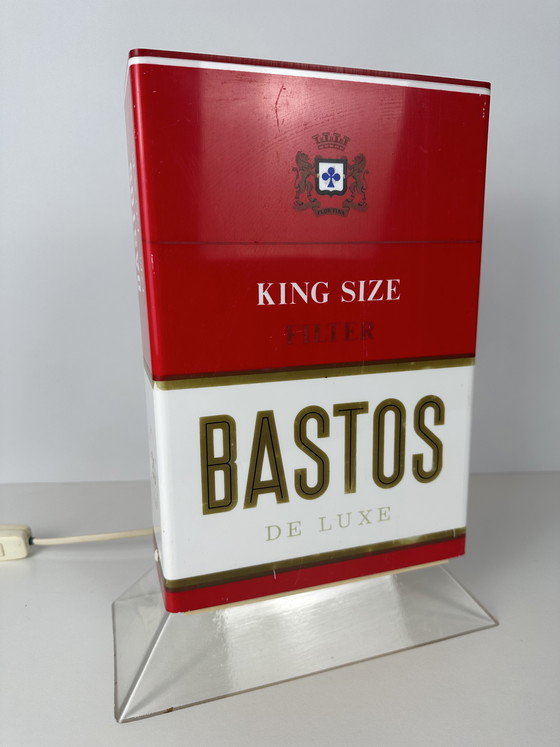 KING SIZE
FILTER
BASTOS
DE LUXE